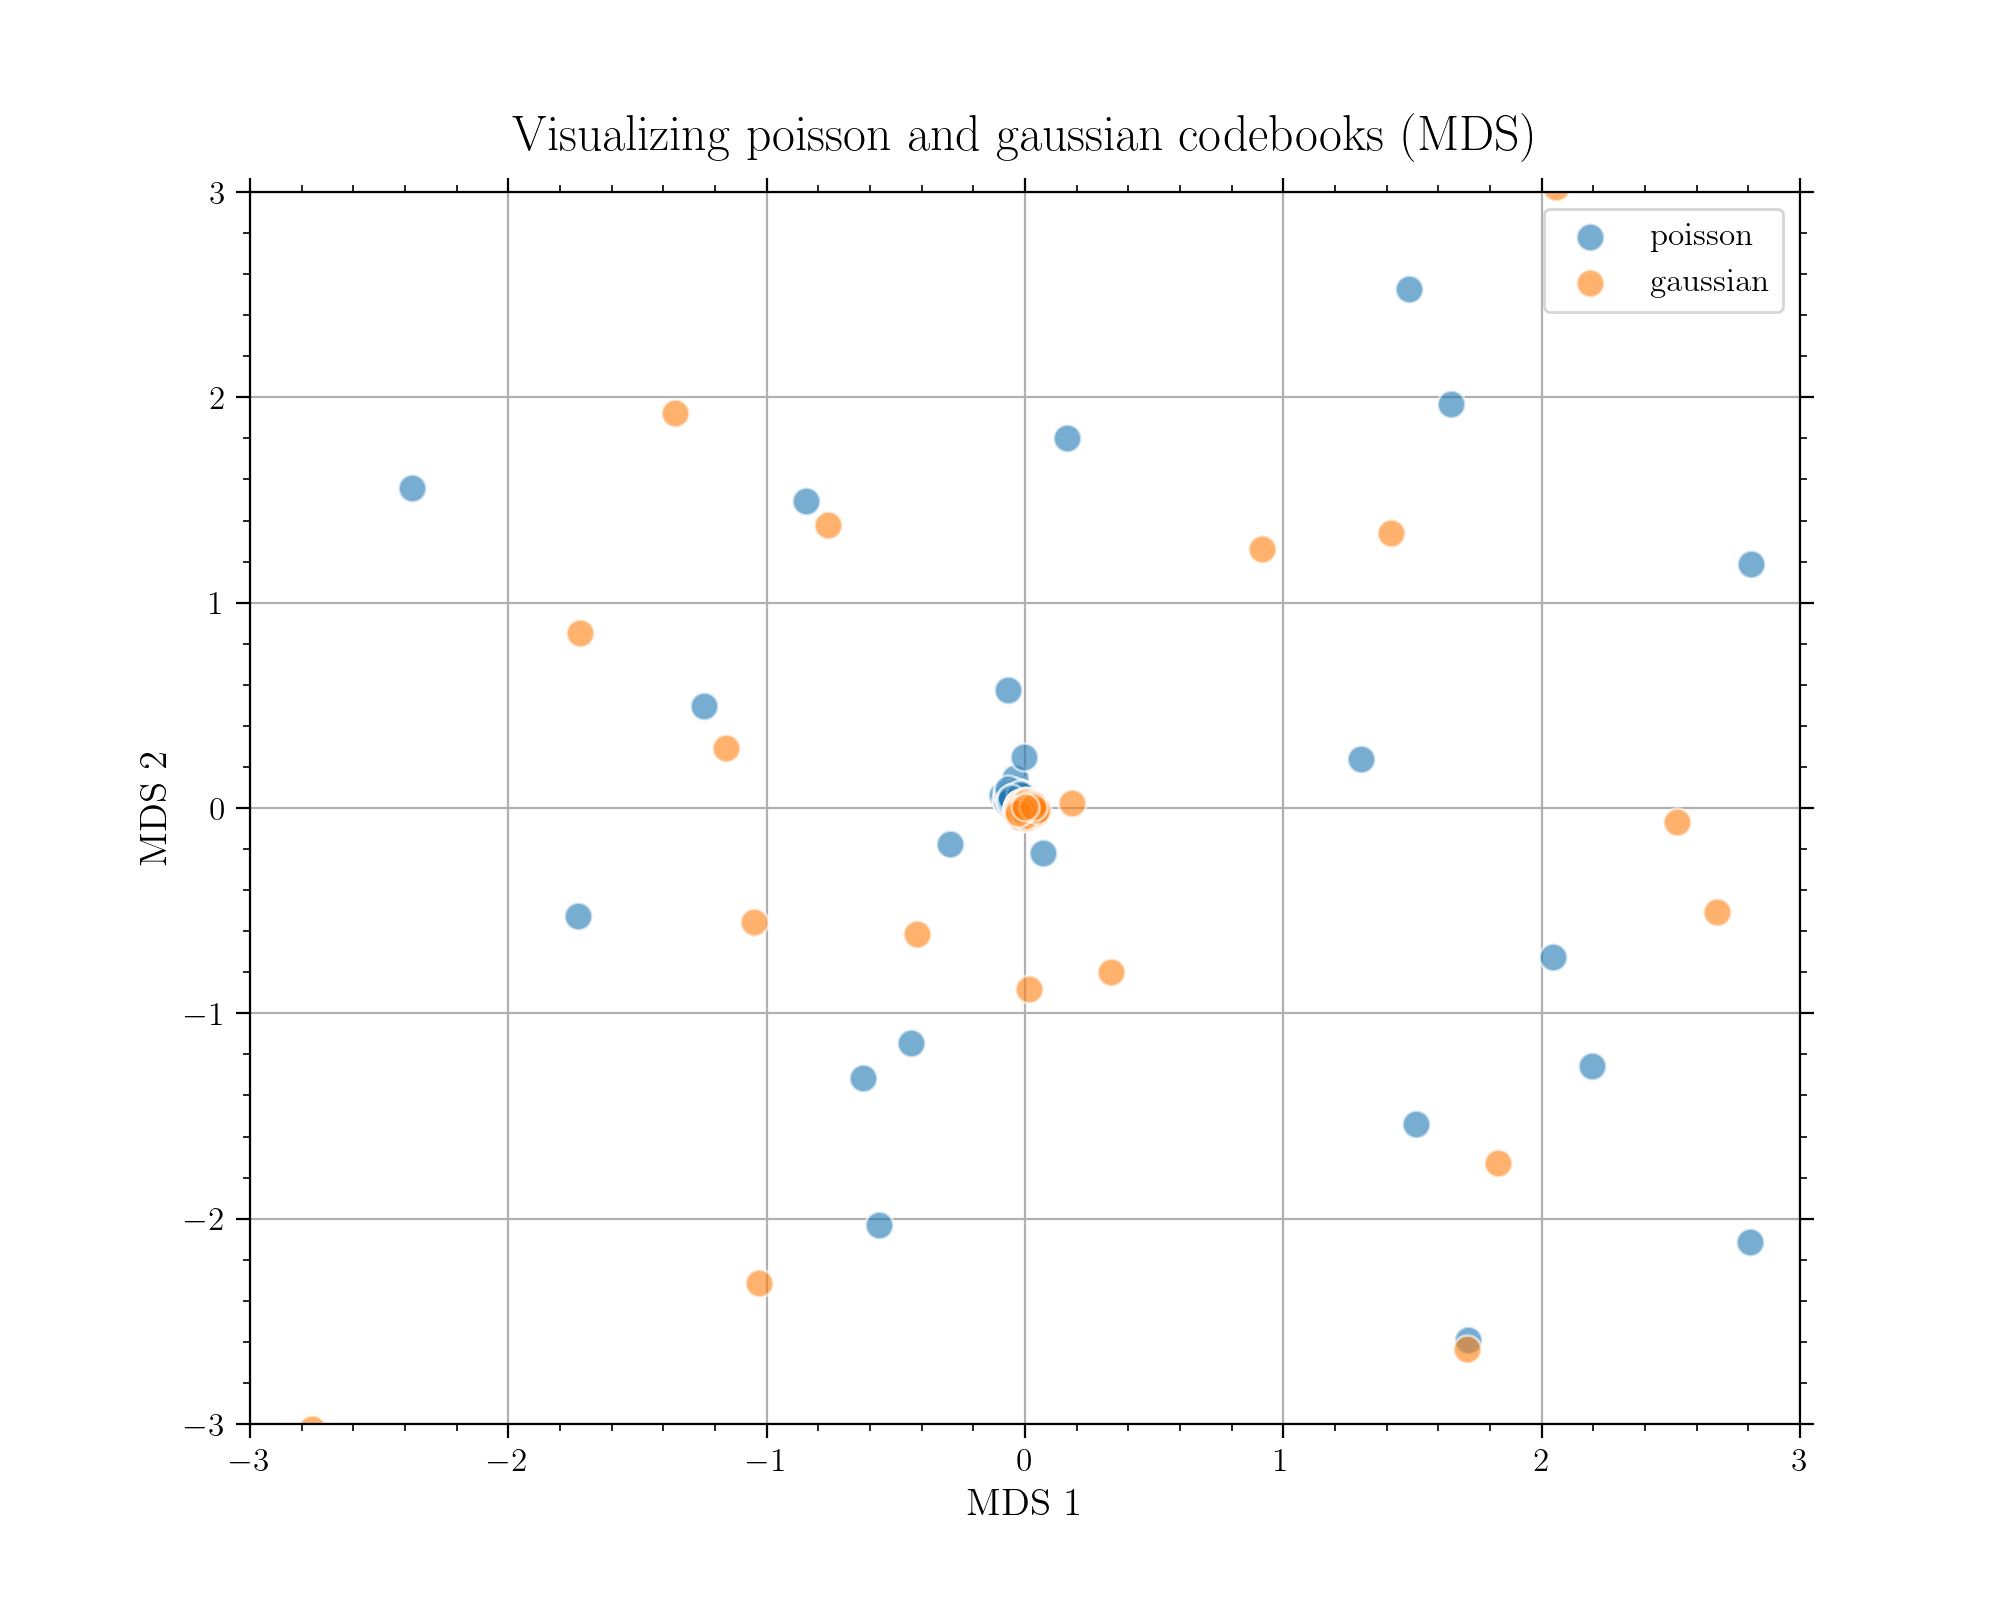 Visualizing poisson and gaussian codebooks (MDS)
poisson
gaussian
3
2
1
0
−1
−2
−3
MDS 2
−3 −2 −1 0 1 2 3
MDS 1